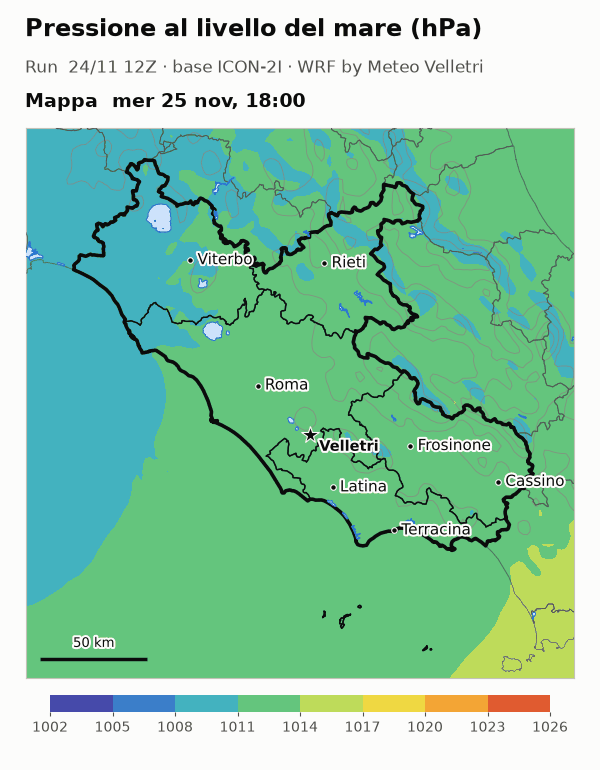 Pressione al livello del mare (hPa)
Run 24/11 12Z · base ICON-2I · WRF by Meteo Velletri
Mappa mer 25 nov, 18:00
Viterbo
Rieti
Roma
Velletri
Frosinone
Latina
Cassino
Terracina
50 km
1002 1005 1008 1011 1014 1017 1020 1023 1026